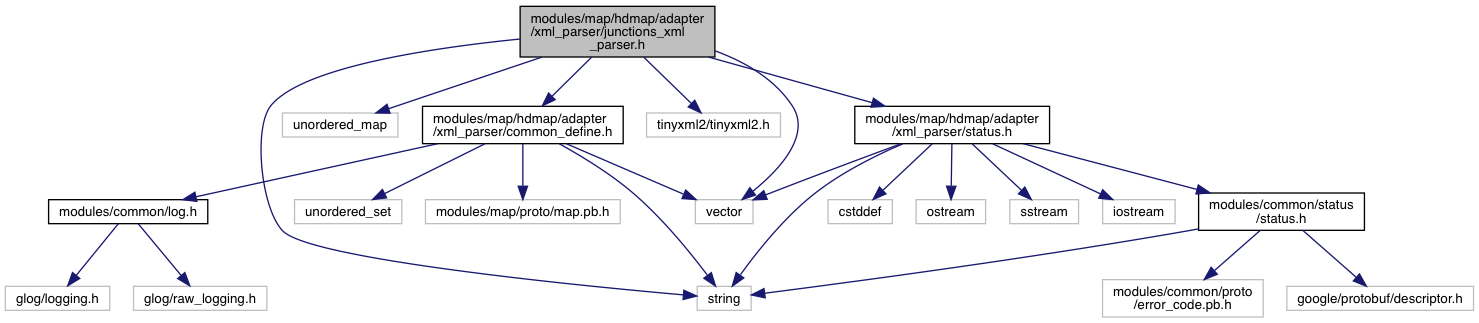 modules/map/hdmap/adapter
/xml_parser/junctions_xml
_parser.h
unordered_map
modules/map/hdmap/adapter
/xml_parser/common_define.h
tinyxml2/tinyxml2.h
modules/map/hdmap/adapter
/xml_parser/status.h
modules/common/log.h
unordered_set
modules/map/proto/map.pb.h
vector
cstddef
ostream
sstream
iostream
modules/common/status
/status.h
glog/logging.h
glog/raw_logging.h
string
modules/common/proto
/error_code.pb.h
google/protobuf/descriptor.h